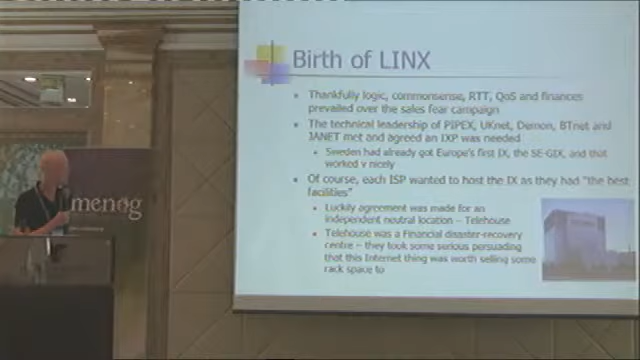 Birth of LINX
Thankfully logic, commonsense, RTT, QoS and finances
prevailed over the sales fear campaign
The technical leadership of PIPEX, UKnet, Demon, BTnet and
JANET met and agreed an IXP was needed
Sweden had already got Europe's first IX, the SE-GIX, and that
worked v nicely
Of course, each ISP wanted to host the IX as they had "the best
facilities"
Luckily agreement was made for an
independent neutral location – Telehouse
Telehouse was a Financial disaster-recovery
centre – they took some serious persuading
that this Internet thing was worth selling some
rack space to
menog